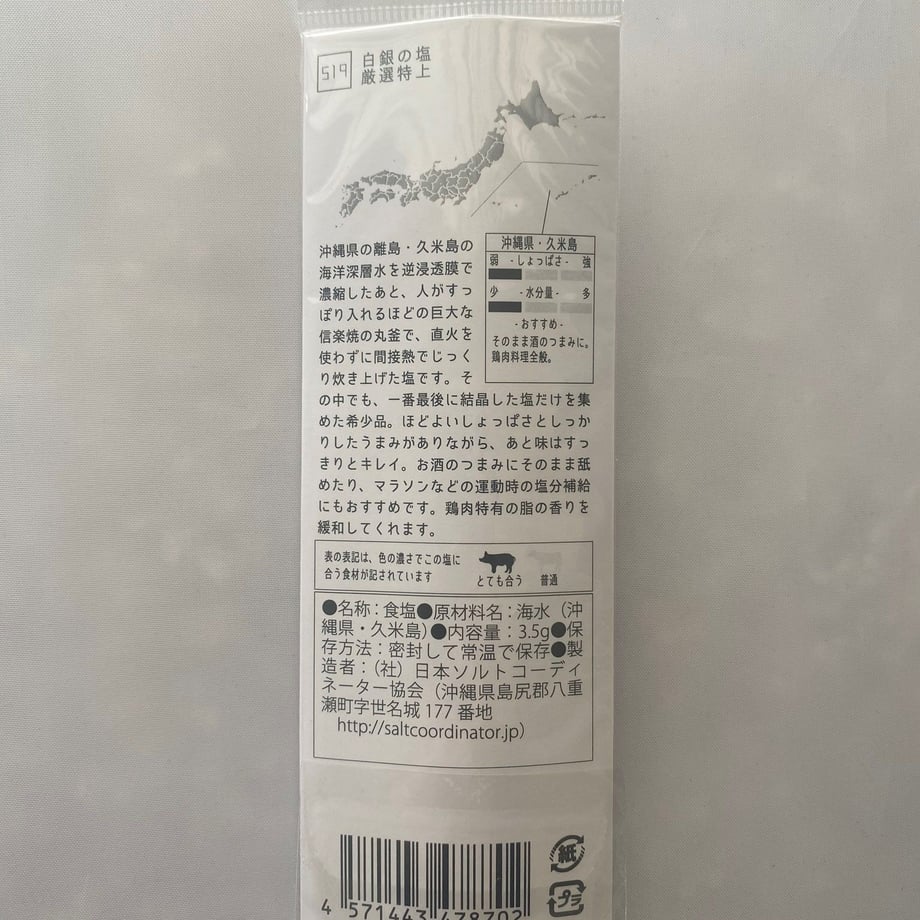 519
白銀の塩
厳選特上
沖縄県の離島・久米島の
海洋深層水を逆浸透膜で
濃縮したあと、人がすっ
ぽり入れるほどの巨大な
信楽焼の丸釜で、直火を
使わずに間接熱でじっく
り炊き上げた塩です。そ
の中でも、一番最後に結晶した塩だけを集
めた希少品。ほどよいしょっぱさとしっか
りしたうまみがありながら、あと味はすっ
きりとキレイ。お酒のつまみにそのまま舐
めたり、マラソンなどの運動時の塩分補給
にもおすすめです。鶏肉特有の脂の香りを
緩和してくれます。
沖縄県・久米島
弱 -しょっぱさ- 強
少 -水分量- 多
-おすすめ-
そのまま酒のつまみに。
鶏肉料理全般。
表の表記は、色の濃さでこの塩に
合う食材が記されています
とても合う 普通
●名称：食塩●原材料名：海水（沖
縄県・久米島）●内容量：3.5g●保
存方法：密封して常温で保存●製
造者：（社）日本ソルトコーディ
ネーター協会（沖縄県島尻郡八重
瀬町字世名城 177 番地
http://saltcoordinator.jp）
紙
プラ
4 571443 478702